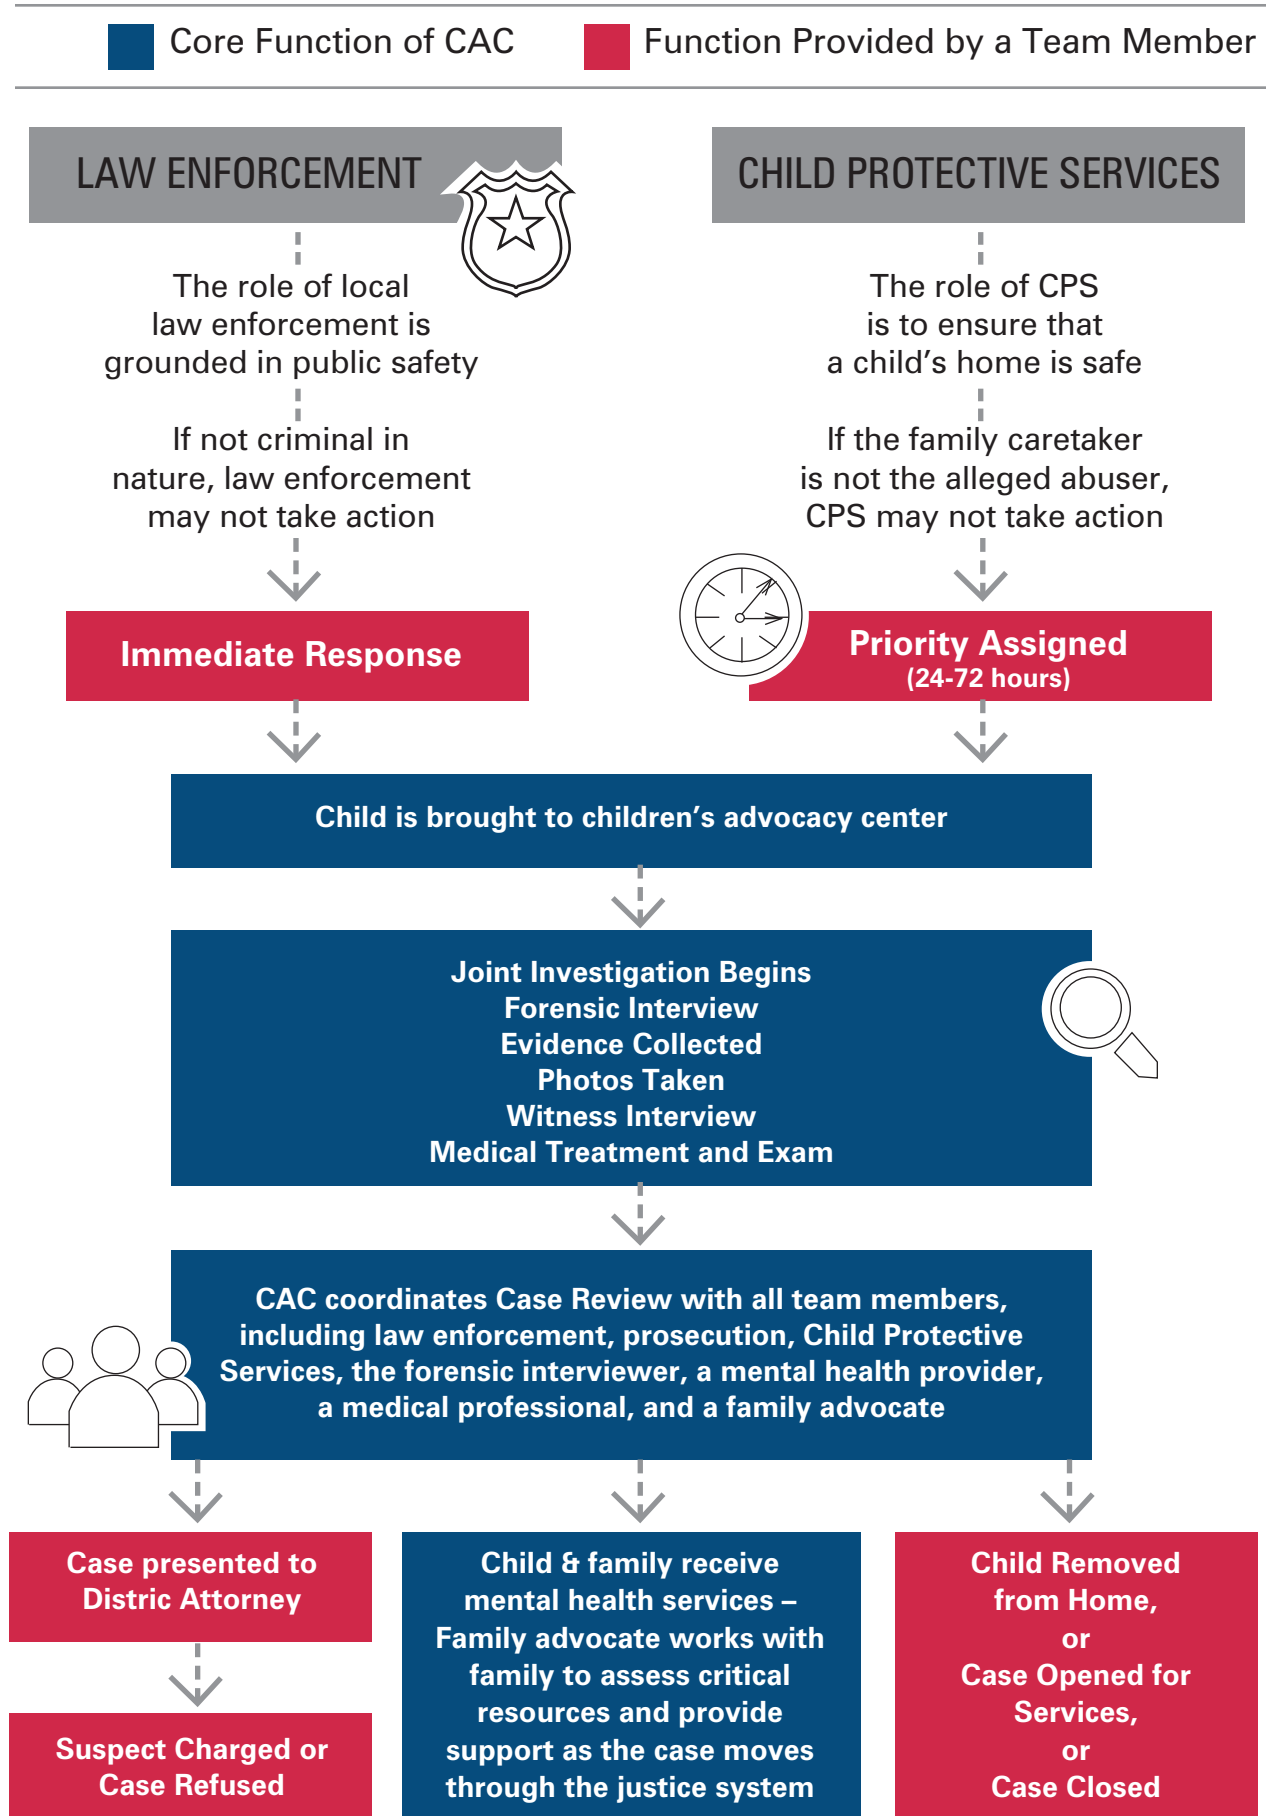 Core Function of CAC
Function Provided by a Team Member
LAW ENFORCEMENT
The role of local
law enforcement is
grounded in public safety
If not criminal in
nature, law enforcement
may not take action
Immediate Response
CHILD PROTECTIVE SERVICES
The role of CPS
is to ensure that
a child’s home is safe
If the family caretaker
is not the alleged abuser,
CPS may not take action
Priority Assigned
(24-72 hours)
Child is brought to children’s advocacy center
Joint Investigation Begins
Forensic Interview
Evidence Collected
Photos Taken
Witness Interview
Medical Treatment and Exam
CAC coordinates Case Review with all team members,
including law enforcement, prosecution, Child Protective
Services, the forensic interviewer, a mental health provider,
a medical professional, and a family advocate
Case presented to
Distric Attorney
Suspect Charged or
Case Refused
Child & family receive
mental health services –
Family advocate works with
family to assess critical
resources and provide
support as the case moves
through the justice system
Child Removed
from Home,
or
Case Opened for
Services,
or
Case Closed